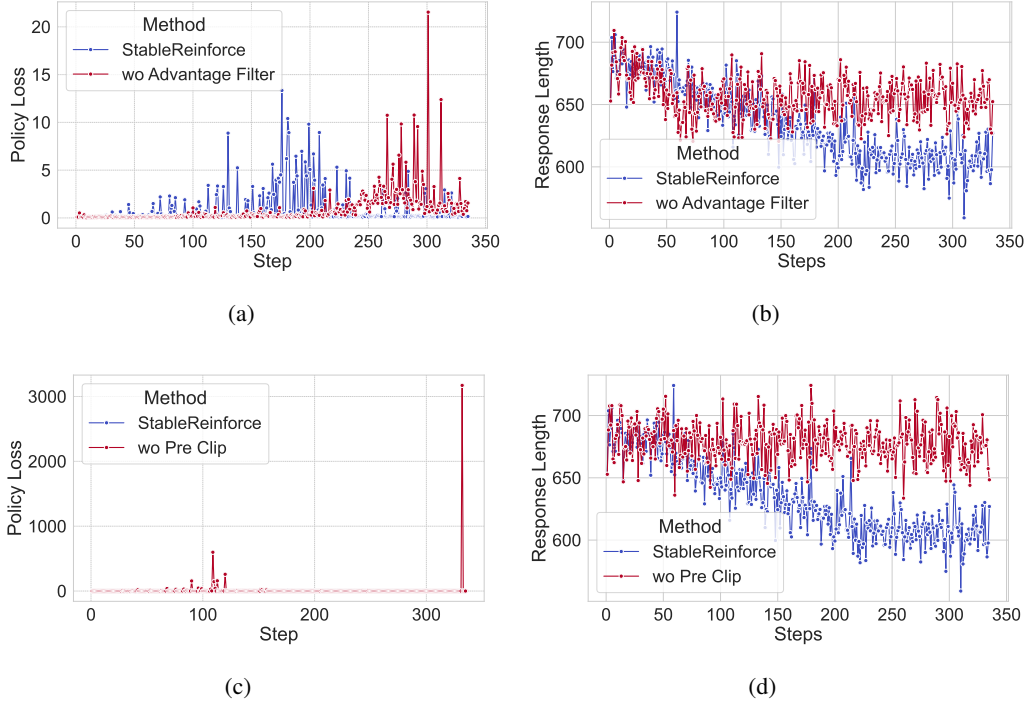 Policy Loss
20
15
10
5
0
Method
StableReinforce
wo Advantage Filter
0 50 100 150 200 250 300 350
Step
(a)
Response Length
700
650
600
Method
StableReinforce
wo Advantage Filter
0 50 100 150 200 250 300 350
Steps
(b)
Policy Loss
3000
2000
1000
0
Method
StableReinforce
wo Pre Clip
0 100 200 300
Step
(c)
Response Length
700
650
600
Method
StableReinforce
wo Pre Clip
0 50 100 150 200 250 300 350
Steps
(d)